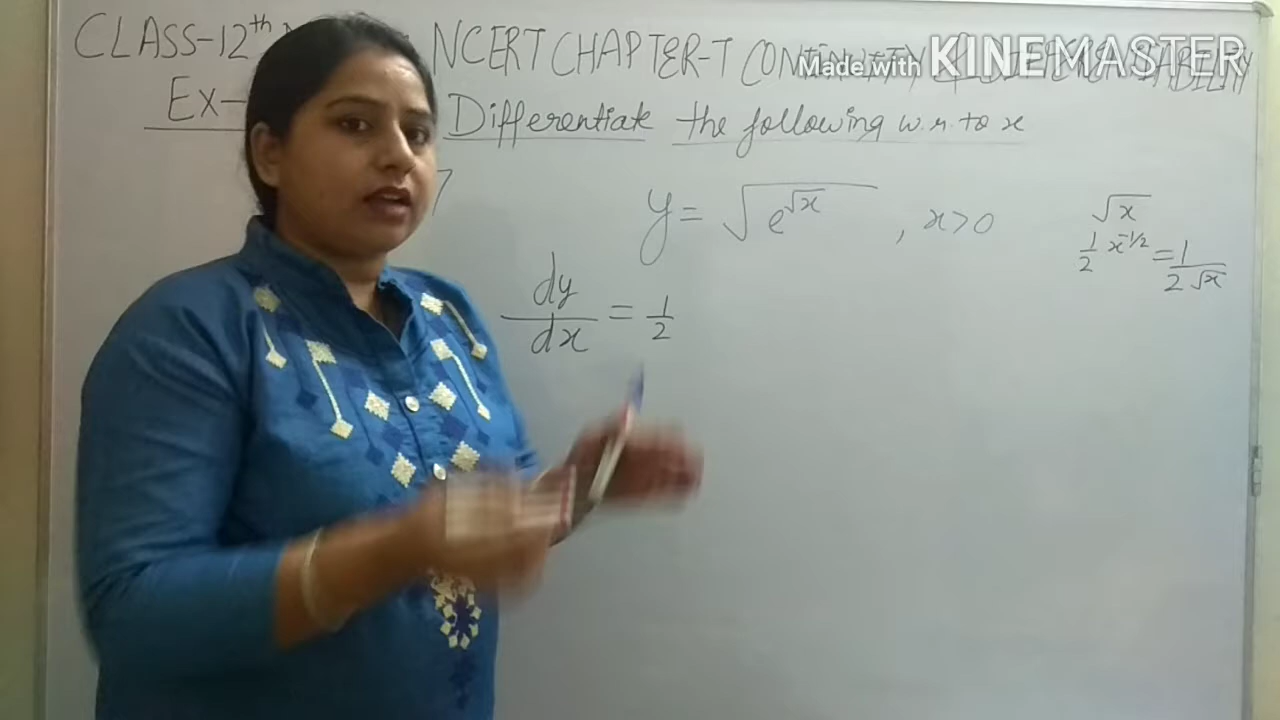 CLASS-12th NCERT CHAPTER-T
Made with KINEMASTER
Ex- Differentiate the following w.r. to x
7 y = √(e^√x) , x>0
√x
1/2 x^-1/2 = 1/(2√x)
dy/dx = 1/2